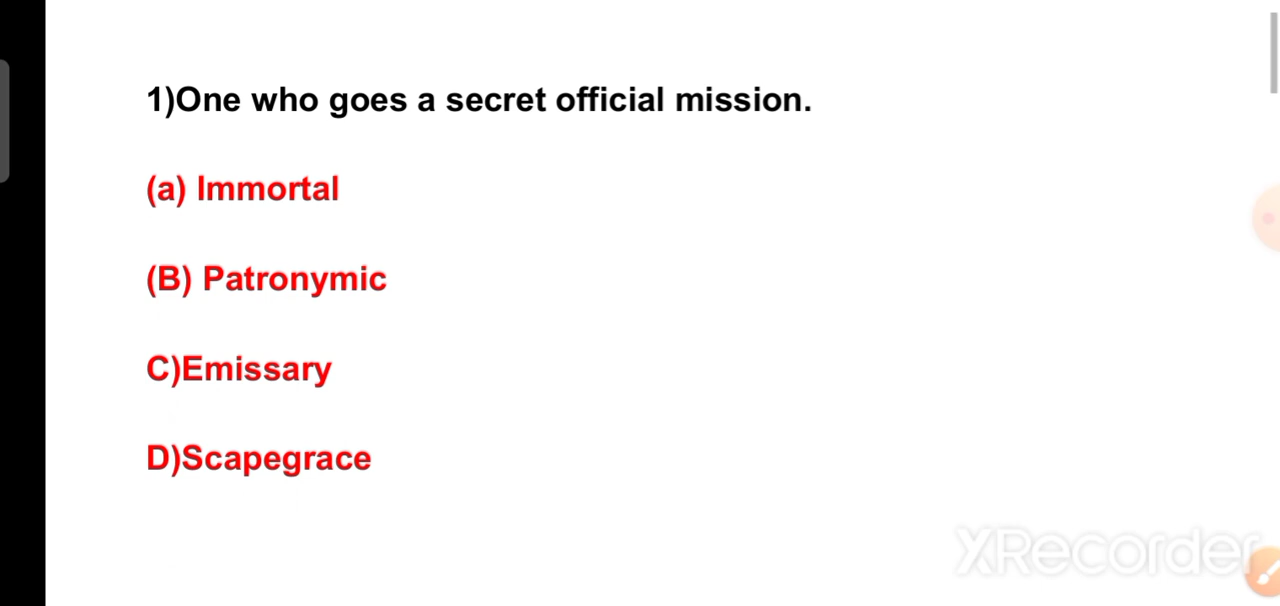 1)One who goes a secret official mission.
(a) Immortal
(B) Patronymic
C)Emissary
D)Scapegrace
XRecorder